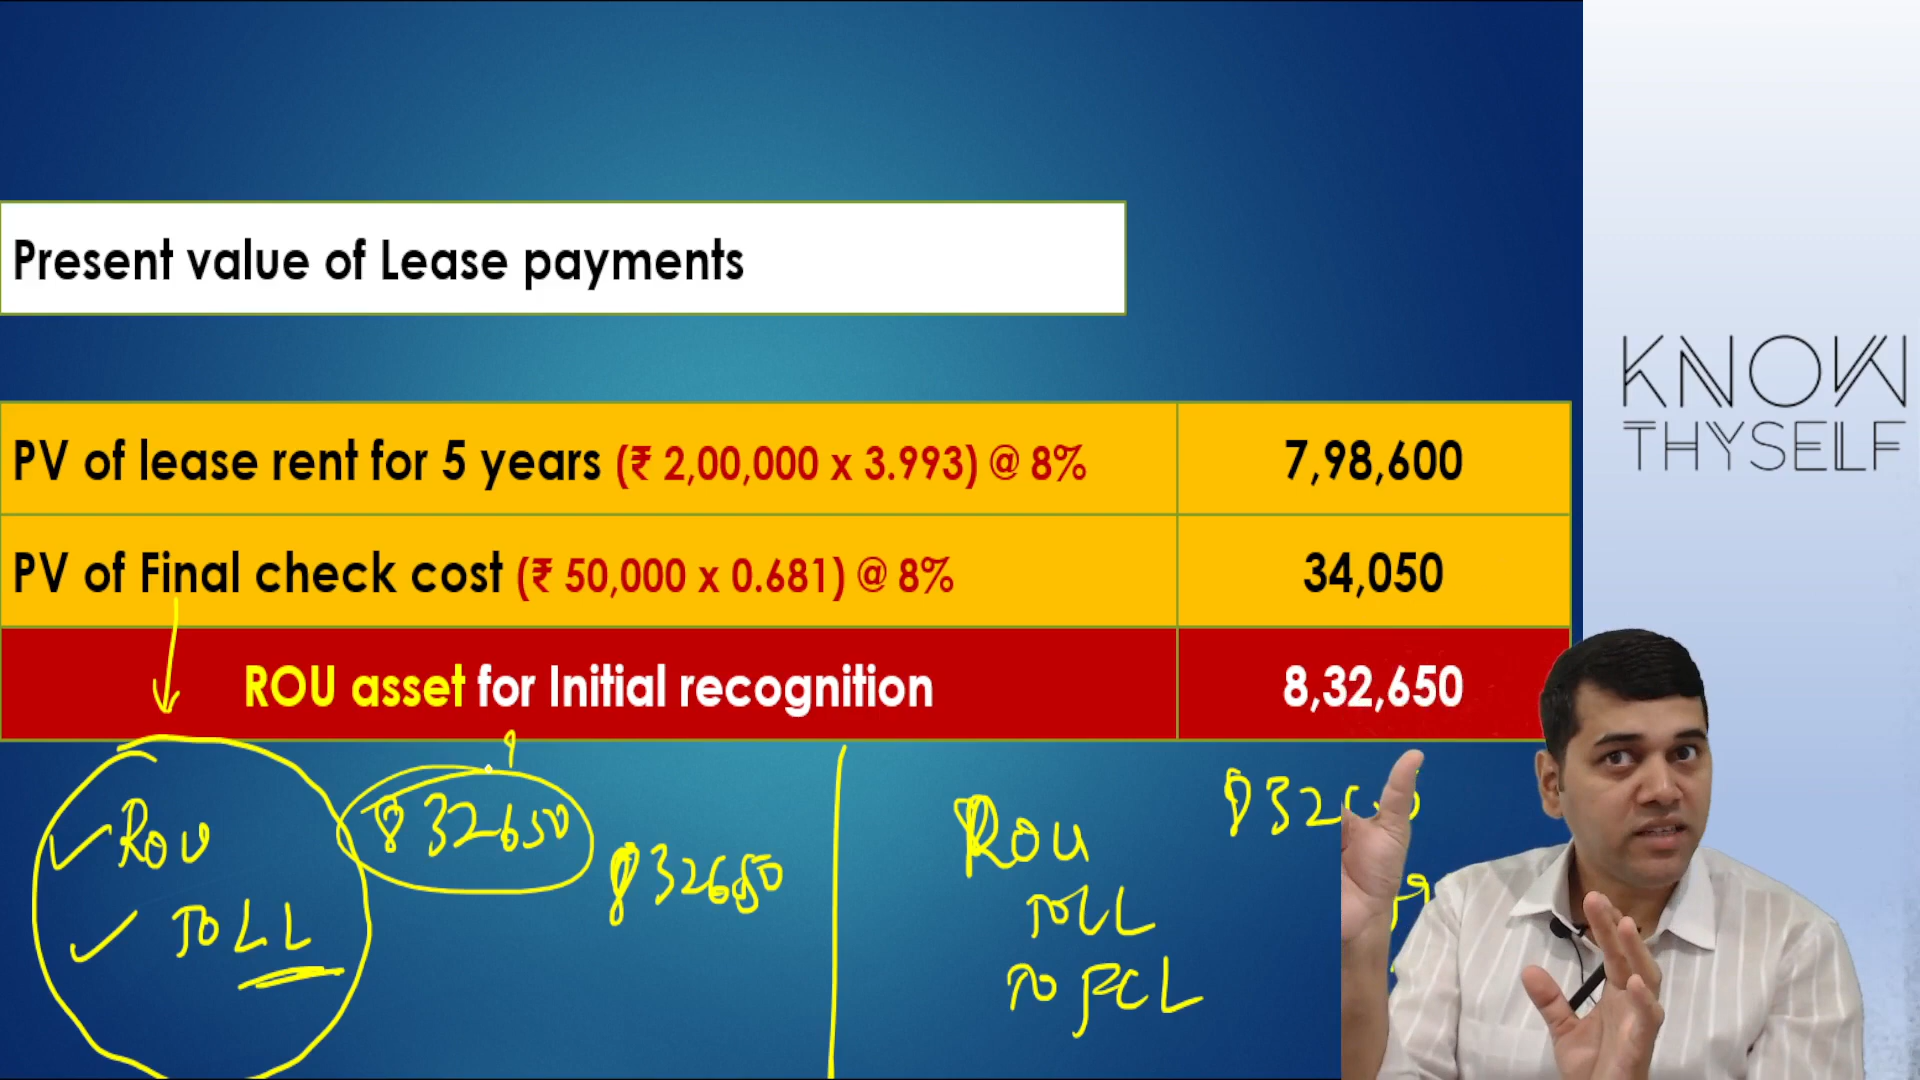 Present value of Lease payments
KNOW
THYSELF
PV of lease rent for 5 years (₹ 2,00,000 x 3.993) @ 8% 7,98,600
PV of Final check cost (₹ 50,000 x 0.681) @ 8% 34,050
ROU asset for Initial recognition 8,32,650
ROU 832650
832650
TO LL
ROU
TO LL
TO FCL